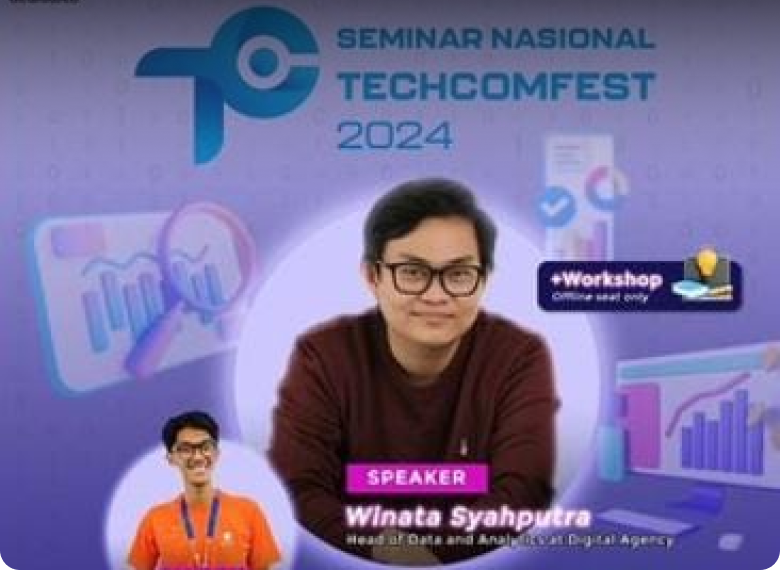 SEMINAR NASIONAL
TECHCOMFEST
2024
+Workshop
Offline seat only
SPEAKER
Winata Syahputra
Head of Data and Analytics at Digital Agency